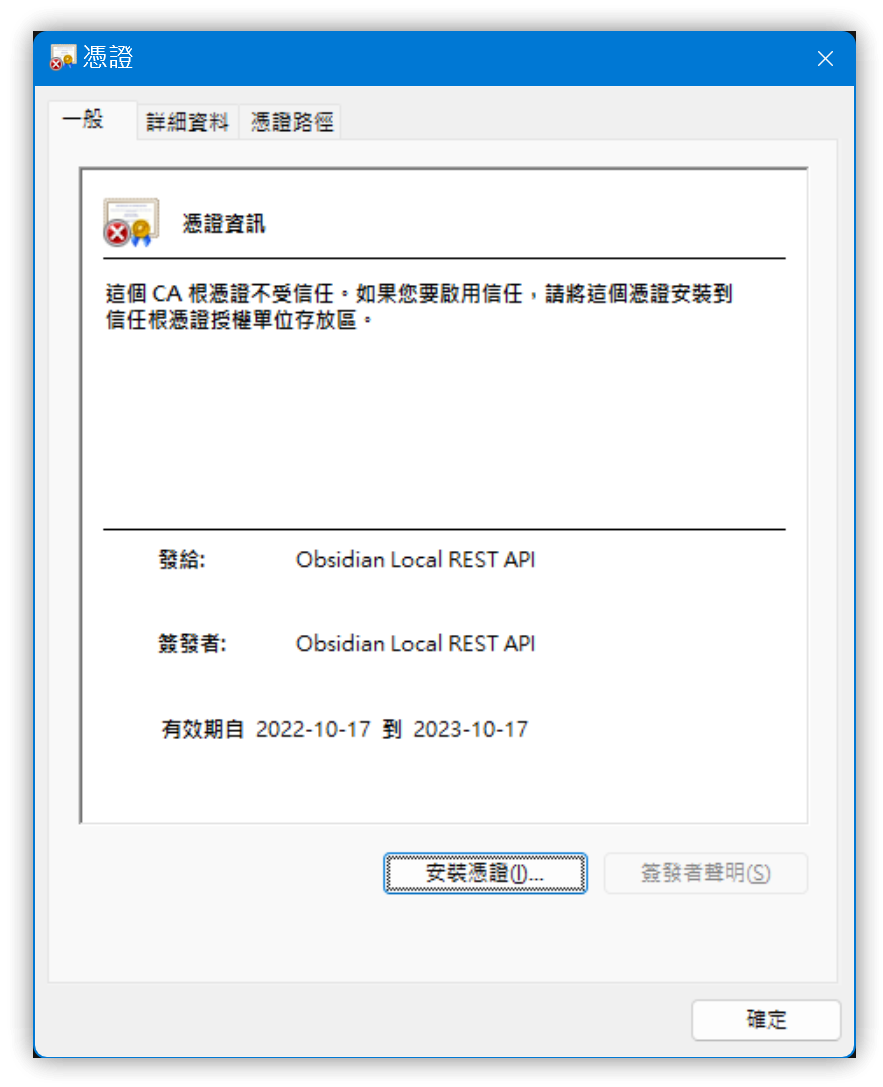 憑證
一般 詳細資料 憑證路徑
憑證資訊
這個 CA 根憑證不受信任。如果您要啟用信任，請將這個憑證安裝到
信任根憑證授權單位存放區。
發給: Obsidian Local REST API
簽發者: Obsidian Local REST API
有效期自 2022-10-17 到 2023-10-17
安裝憑證(I)... 簽發者聲明(S)
確定